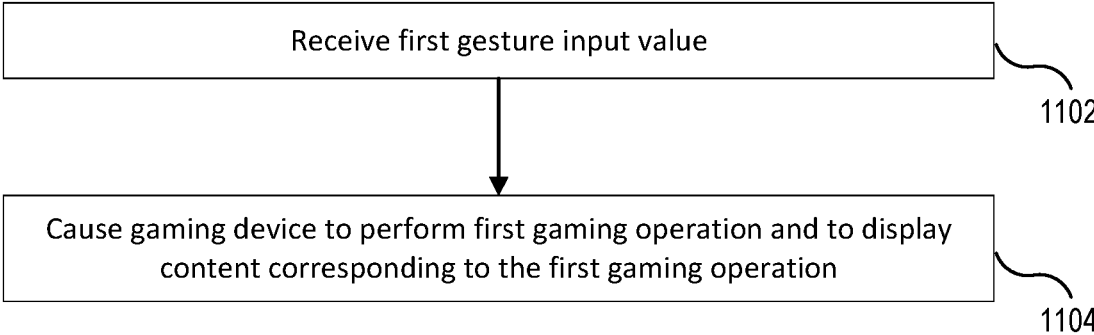 Receive first gesture input value
1102
Cause gaming device to perform first gaming operation and to display
content corresponding to the first gaming operation
1104